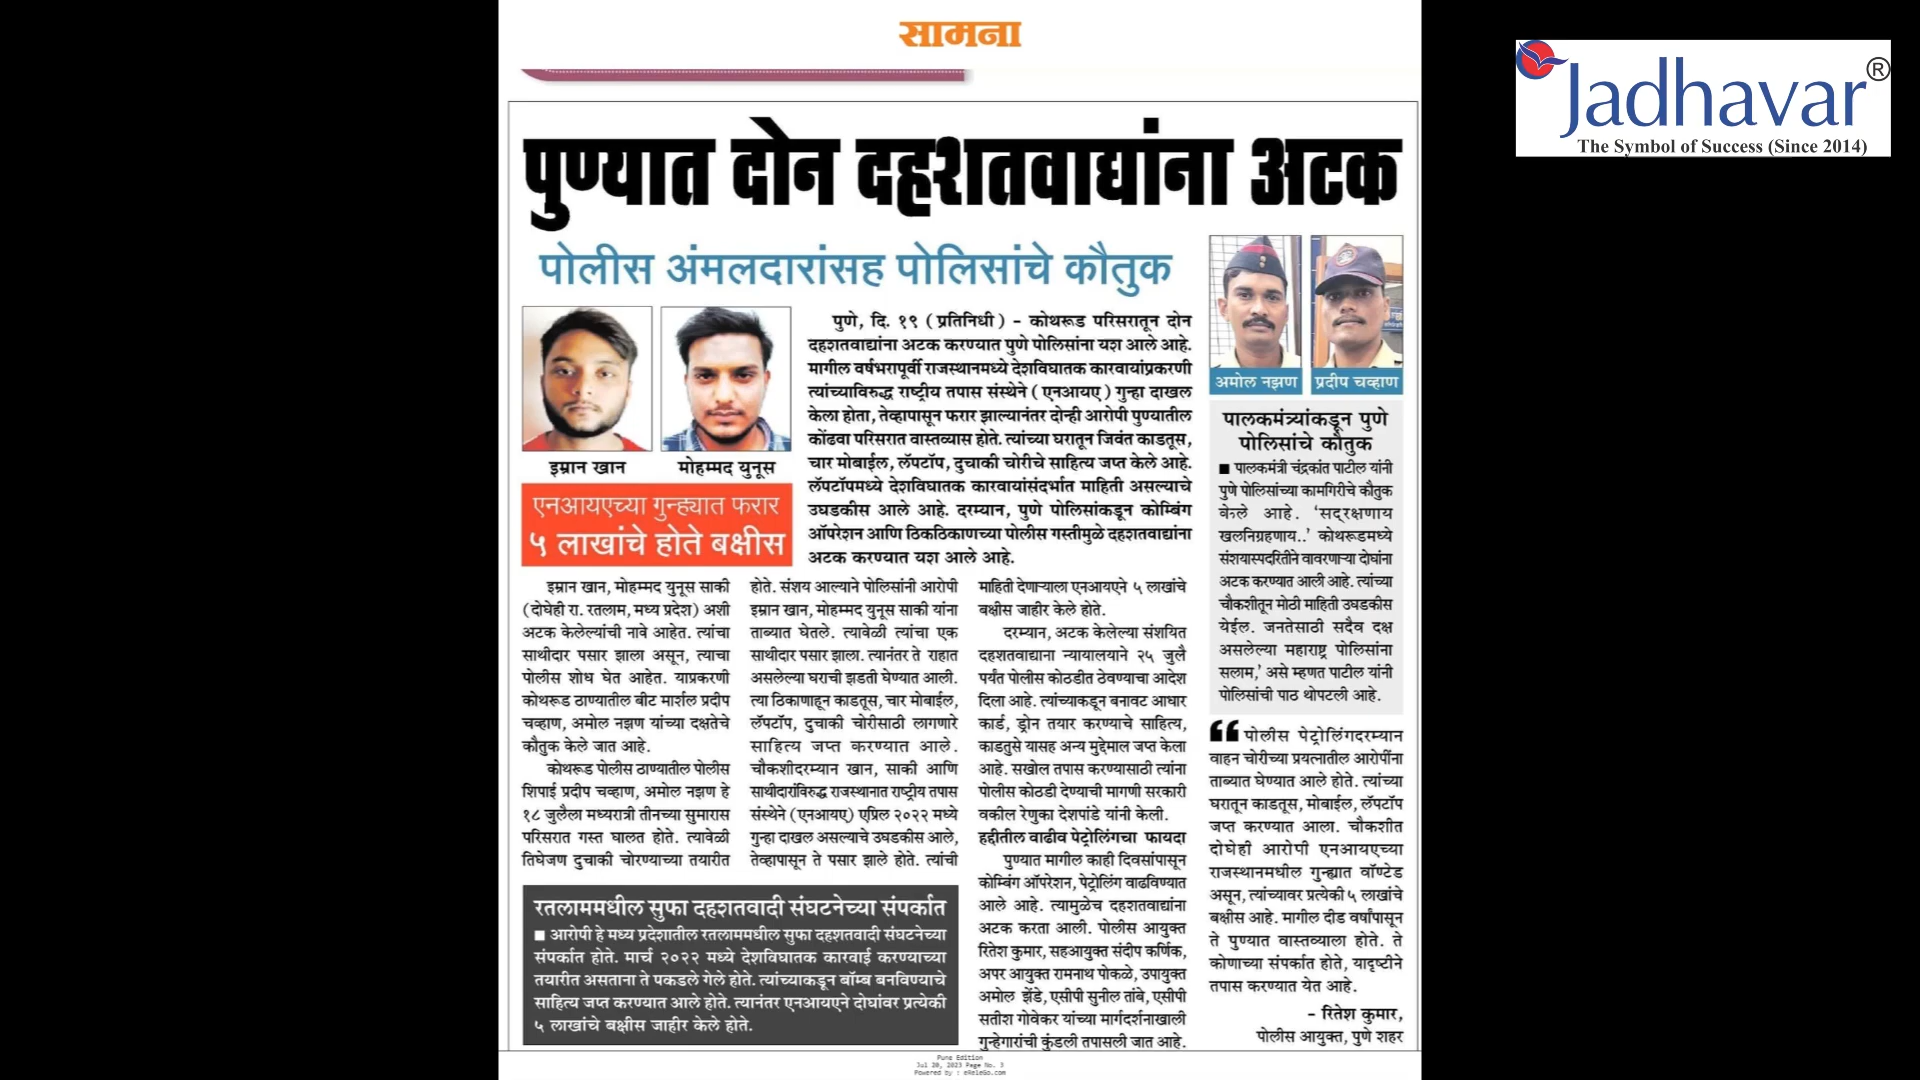 सामना
Jadhavar®
The Symbol of Success (Since 2014)
पुण्यात दोन दहशतवाद्यांना अटक
पोलीस अंमलदारांसह पोलिसांचे कौतुक
इम्रान खान
मोहम्मद युनूस
एनआयएच्या गुन्ह्यात फरार
५ लाखांचे होते बक्षीस
पुणे, दि. १९ ( प्रतिनिधी ) - कोथरूड परिसरातून दोन
दहशतवाद्यांना अटक करण्यात पुणे पोलिसांना यश आले आहे.
मागील वर्षभरापूर्वी राजस्थानमध्ये देशविघातक कारवायांप्रकरणी
त्यांच्याविरुद्ध राष्ट्रीय तपास संस्थेने ( एनआयए ) गुन्हा दाखल
केला होता, तेव्हापासून फरार झाल्यानंतर दोन्ही आरोपी पुण्यातील
कोंढवा परिसरात वास्तव्यास होते. त्यांच्या घरातून जिवंत काडतूस,
चार मोबाईल, लॅपटॉप, दुचाकी चोरीचे साहित्य जप्त केले आहे.
लॅपटॉपमध्ये देशविघातक कारवायांसंदर्भात माहिती असल्याचे
उघडकीस आले आहे. दरम्यान, पुणे पोलिसांकडून कोम्बिंग
ऑपरेशन आणि ठिकठिकाणच्या पोलीस गस्तीमुळे दहशतवाद्यांना
अटक करण्यात यश आले आहे.
इम्रान खान, मोहम्मद युनूस साकी
(दोघेही रा. रतलाम, मध्य प्रदेश) अशी
अटक केलेल्यांची नावे आहेत. त्यांचा
साथीदार पसार झाला असून, त्याचा
पोलीस शोध घेत आहेत. याप्रकरणी
कोथरूड ठाण्यातील बीट मार्शल प्रदीप
चव्हाण, अमोल नझण यांच्या दक्षतेचे
कौतुक केले जात आहे.
कोथरूड पोलीस ठाण्यातील पोलीस
शिपाई प्रदीप चव्हाण, अमोल नझण हे
१८ जुलैला मध्यरात्री तीनच्या सुमारास
परिसरात गस्त घालत होते. त्यावेळी
तिघेजण दुचाकी चोरण्याच्या तयारीत
होते. संशय आल्याने पोलिसांनी आरोपी
इम्रान खान, मोहम्मद युनूस साकी यांना
ताब्यात घेतले. त्यावेळी त्यांचा एक
साथीदार पसार झाला. त्यानंतर ते राहात
असलेल्या घराची झडती घेण्यात आली.
त्या ठिकाणाहून काडतूस, चार मोबाईल,
लॅपटॉप, दुचाकी चोरीसाठी लागणारे
साहित्य जप्त करण्यात आले.
चौकशीदरम्यान खान, साकी आणि
साथीदारांविरुद्ध राजस्थानात राष्ट्रीय तपास
संस्थेने (एनआयए) एप्रिल २०२२ मध्ये
गुन्हा दाखल असल्याचे उघडकीस आले,
तेव्हापासून ते पसार झाले होते. त्यांची
माहिती देणाऱ्याला एनआयएने ५ लाखांचे
बक्षीस जाहीर केले होते.
दरम्यान, अटक केलेल्या संशयित
दहशतवाद्याना न्यायालयाने २५ जुलै
पर्यंत पोलीस कोठडीत ठेवण्याचा आदेश
दिला आहे. त्यांच्याकडून बनावट आधार
कार्ड, ड्रोन तयार करण्याचे साहित्य,
काडतुसे यासह अन्य मुद्देमाल जप्त केला
आहे. सखोल तपास करण्यासाठी त्यांना
पोलीस कोठडी देण्याची मागणी सरकारी
वकील रेणुका देशपांडे यांनी केली.
हद्दीतील वाढीव पेट्रोलिंगचा फायदा
पुण्यात मागील काही दिवसांपासून
कोम्बिंग ऑपरेशन, पेट्रोलिंग वाढविण्यात
आले आहे. त्यामुळेच दहशतवाद्यांना
अटक करता आली. पोलीस आयुक्त
रितेश कुमार, सहआयुक्त संदीप कर्णिक,
अपर आयुक्त रामनाथ पोकळे, उपायुक्त
अमोल झेंडे, एसीपी सुनील तांबे, एसीपी
सतीश गोवेकर यांच्या मार्गदर्शनाखाली
गुन्हेगारांची कुंडली तपासली जात आहे.
रतलाममधील सुफा दहशतवादी संघटनेच्या संपर्कात
■ आरोपी हे मध्य प्रदेशातील रतलाममधील सुफा दहशतवादी संघटनेच्या
संपर्कात होते. मार्च २०२२ मध्ये देशविघातक कारवाई करण्याच्या
तयारीत असताना ते पकडले गेले होते. त्यांच्याकडून बॉम्ब बनविण्याचे
साहित्य जप्त करण्यात आले होते. त्यानंतर एनआयएने दोघांवर प्रत्येकी
५ लाखांचे बक्षीस जाहीर केले होते.
अमोल नझण
प्रदीप चव्हाण
पालकमंत्र्यांकडून पुणे
पोलिसांचे कौतुक
■ पालकमंत्री चंद्रकांत पाटील यांनी
पुणे पोलिसांच्या कामगिरीचे कौतुक
केले आहे. ‘सद्‌रक्षणाय
खलनिग्रहणाय..’ कोथरूडमध्ये
संशयास्पदरितीने वावरणाऱ्या दोघांना
अटक करण्यात आली आहे. त्यांच्या
चौकशीतून मोठी माहिती उघडकीस
येईल. जनतेसाठी सदैव दक्ष
असलेल्या महाराष्ट्र पोलिसांना
सलाम,’ असे म्हणत पाटील यांनी
पोलिसांची पाठ थोपटली आहे.
“ पोलीस पेट्रोलिंगदरम्यान
वाहन चोरीच्या प्रयत्नातील आरोपींना
ताब्यात घेण्यात आले होते. त्यांच्या
घरातून काडतूस, मोबाईल, लॅपटॉप
जप्त करण्यात आला. चौकशीत
दोघेही आरोपी एनआयएच्या
राजस्थानमधील गुन्ह्यात वॉण्टेड
असून, त्यांच्यावर प्रत्येकी ५ लाखांचे
बक्षीस आहे. मागील दीड वर्षांपासून
ते पुण्यात वास्तव्याला होते. ते
कोणाच्या संपर्कात होते, यादृष्टीने
तपास करण्यात येत आहे.
- रितेश कुमार,
पोलीस आयुक्त, पुणे शहर
Pune Edition
Jul 20, 2023 Page No. 3
Powered by : eReleGo.com